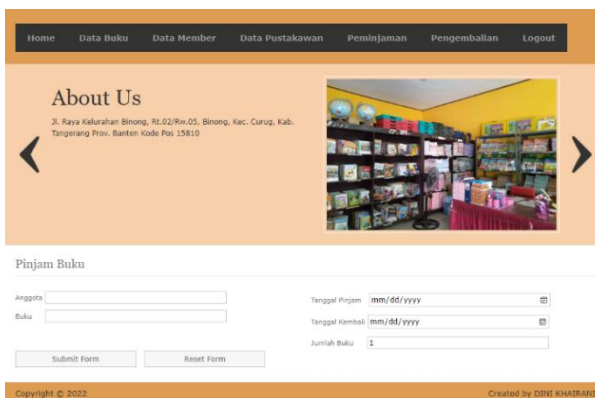 Home Data Buku Data Member Data Pustakawan Peminjaman Pengembalian Logout
About Us
Jl. Raya Kelurahan Binong, Rt.02/Rw.05, Binong, Kec. Curug, Kab.
Tangerang Prov. Banten Kode Pos 15810
Pinjam Buku
Anggota
Buku
Tanggal Pinjam mm/dd/yyyy
Tanggal Kembali mm/dd/yyyy
Jumlah Buku 1
Submit Form Reset Form
Copyright © 2022 Created by DINI KHAIRANI